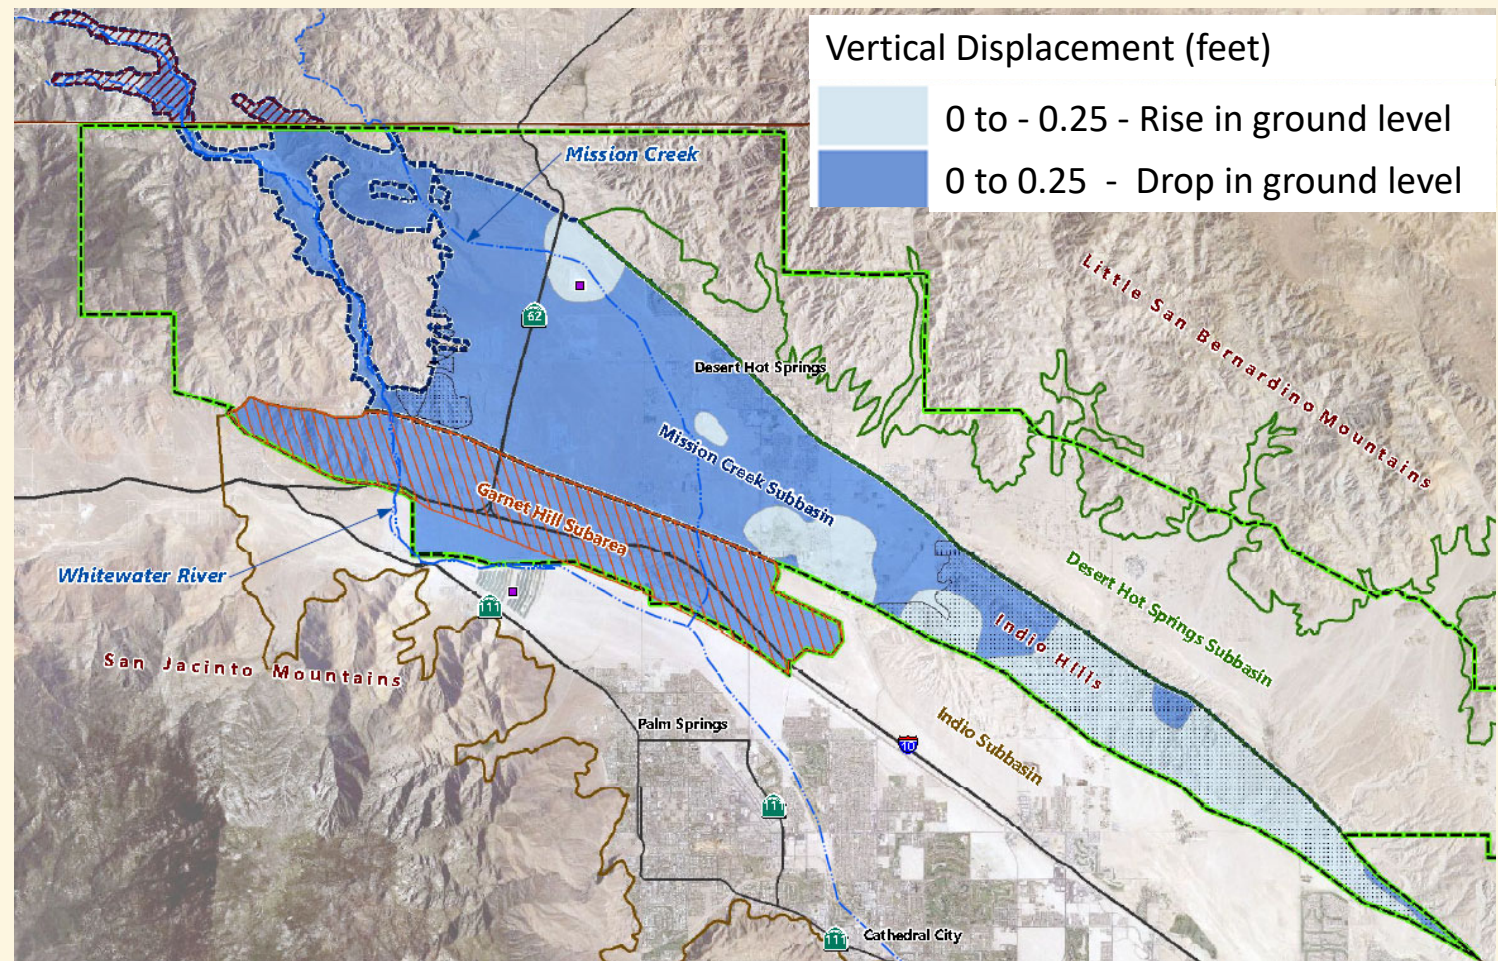 Vertical Displacement (feet)
0 to - 0.25 - Rise in ground level
0 to 0.25 - Drop in ground level
Mission Creek
Little San Bernardino Mountains
62
Desert Hot Springs
Mission Creek Subbasin
Garnet Hill Subarea
Whitewater River
111
San Jacinto Mountains
Desert Hot Springs Subbasin
Indio Hills
Indio Subbasin
Palm Springs
10
111
Cathedral City
111